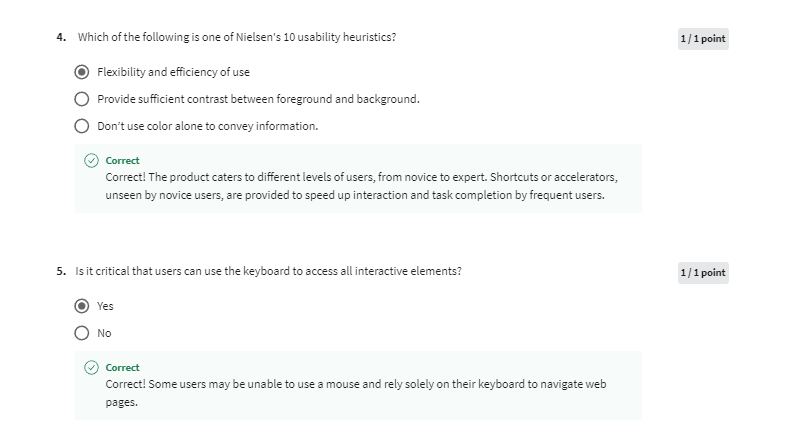 4. Which of the following is one of Nielsen's 10 usability heuristics?
1 / 1 point
Flexibility and efficiency of use
Provide sufficient contrast between foreground and background.
Don't use color alone to convey information.
Correct
Correct! The product caters to different levels of users, from novice to expert. Shortcuts or accelerators,
unseen by novice users, are provided to speed up interaction and task completion by frequent users.
5. Is it critical that users can use the keyboard to access all interactive elements?
1 / 1 point
Yes
No
Correct
Correct! Some users may be unable to use a mouse and rely solely on their keyboard to navigate web
pages.